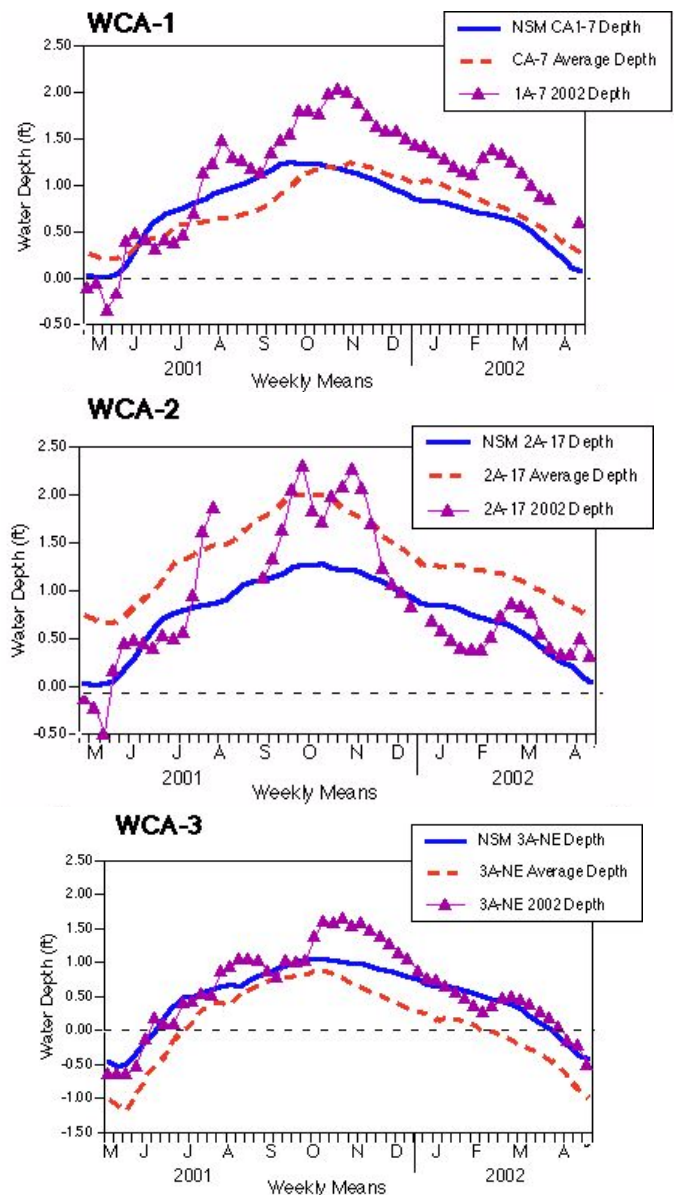 WCA-1
NSM CA1-7 Depth
CA-7 Average Depth
1A-7 2002 Depth
Water Depth (ft)
2.50
2.00
1.50
1.00
0.50
0.00
-0.50
M J J A S O N D J F M A
2001 2002
Weekly Means
WCA-2
NSM 2A-17 Depth
2A-17 Average Depth
2A-17 2002 Depth
Water Depth (ft)
2.50
2.00
1.50
1.00
0.50
0.00
-0.50
M J J A S O N D J F M A
2001 2002
Weekly Means
WCA-3
NSM 3A-NE Depth
3A-NE Average Depth
3A-NE 2002 Depth
Water Depth (ft)
2.50
2.00
1.50
1.00
0.50
0.00
-0.50
-1.00
-1.50
M J J A S O N D J F M A
2001 2002
Weekly Means